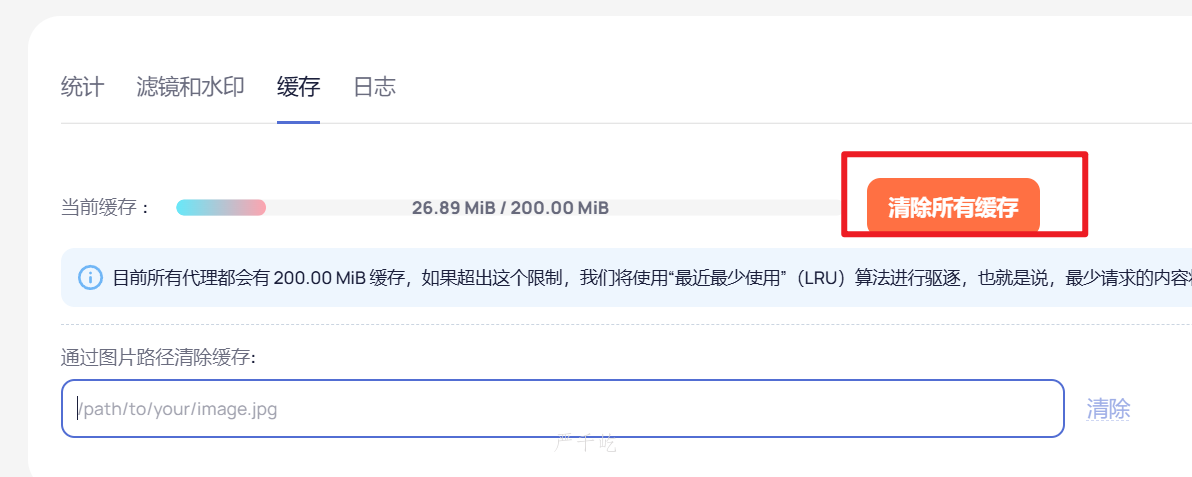 统计 滤镜和水印 缓存 日志
当前缓存： 26.89 MiB / 200.00 MiB 清除所有缓存
目前所有代理都会有 200.00 MiB 缓存，如果超出这个限制，我们将使用“最近最少使用”（LRU）算法进行驱逐，也就是说，最少请求的内容
通过图片路径清除缓存:
/path/to/your/image.jpg 清除
严千屹